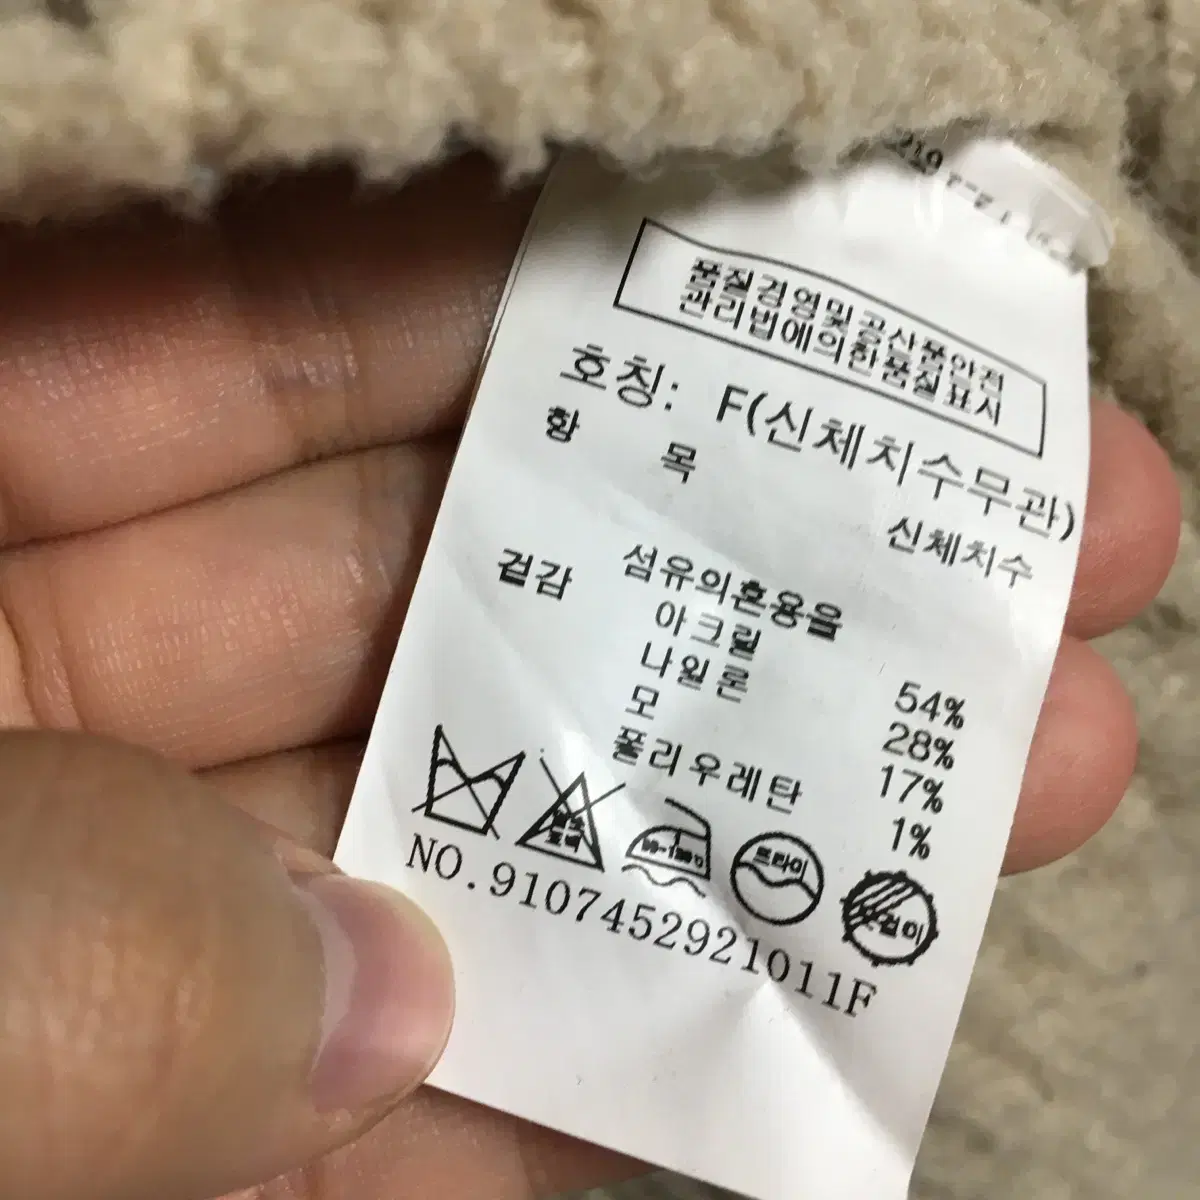 품질경영및공산품안전
관리법에의한품질표시
호칭: F(신체치수무관)
항 목
신체치수
겉감 섬유의혼용율
아크릴 54%
나일론 28%
모 17%
폴리우레탄 1%
드라이
옷걸이
NO.9107452921011F